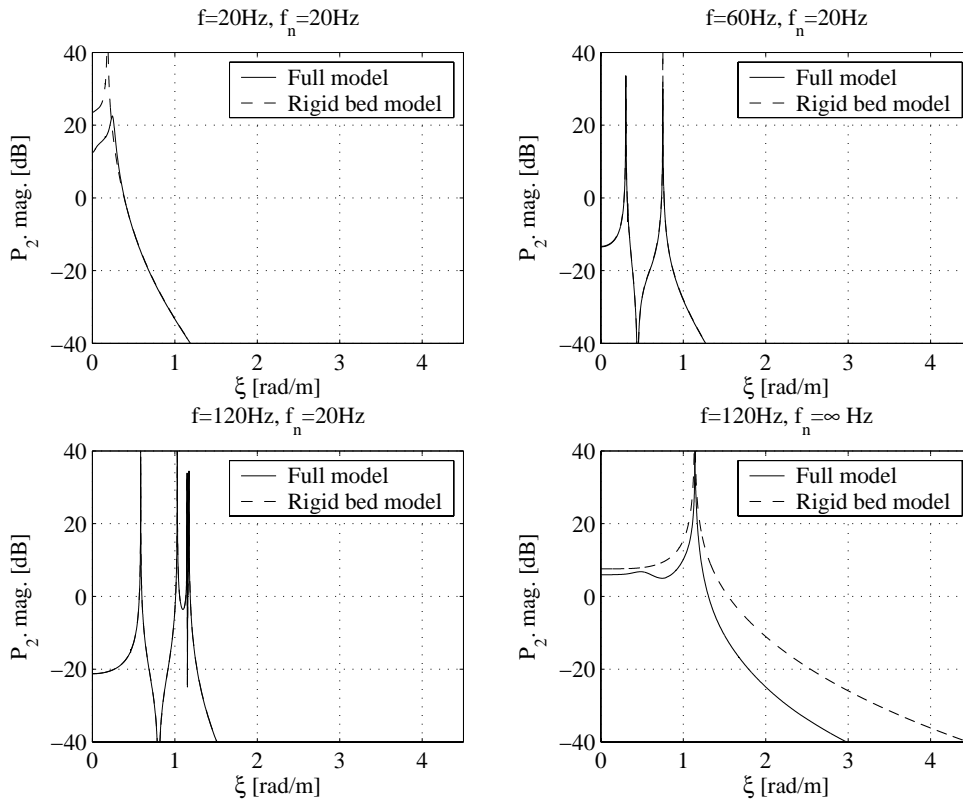 f=20Hz, f_n=20Hz
40
20
0
−20
−40
P_2. mag. [dB]
Full model
Rigid bed model
0 1 2 3 4
ξ [rad/m]
f=60Hz, f_n=20Hz
40
20
0
−20
−40
P_2. mag. [dB]
Full model
Rigid bed model
0 1 2 3 4
ξ [rad/m]
f=120Hz, f_n=20Hz
40
20
0
−20
−40
P_2. mag. [dB]
Full model
Rigid bed model
0 1 2 3 4
ξ [rad/m]
f=120Hz, f_n=∞ Hz
40
20
0
−20
−40
P_2. mag. [dB]
Full model
Rigid bed model
0 1 2 3 4
ξ [rad/m]